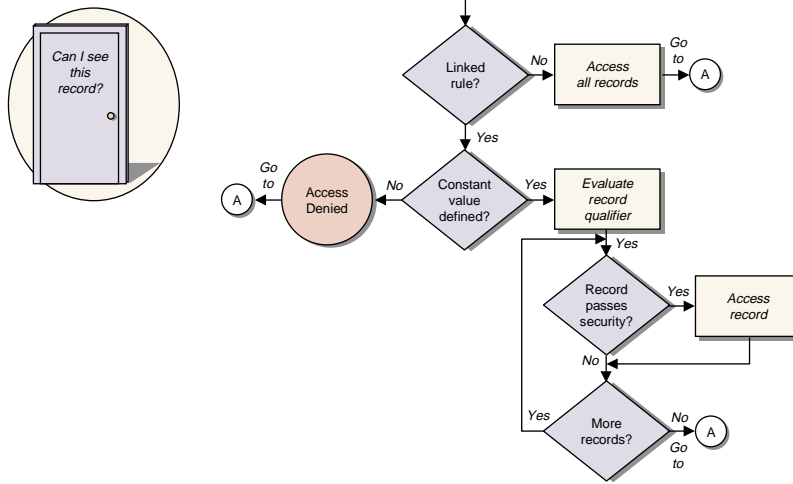 Can I see
this
record?
Linked
rule?
No
Access
all records
Go
to
A
Yes
Go
to
A
Access
Denied
No
Constant
value
defined?
Yes
Evaluate
record
qualifier
Yes
Record
passes
security?
Yes
Access
record
No
Yes
More
records?
No
Go
to
A